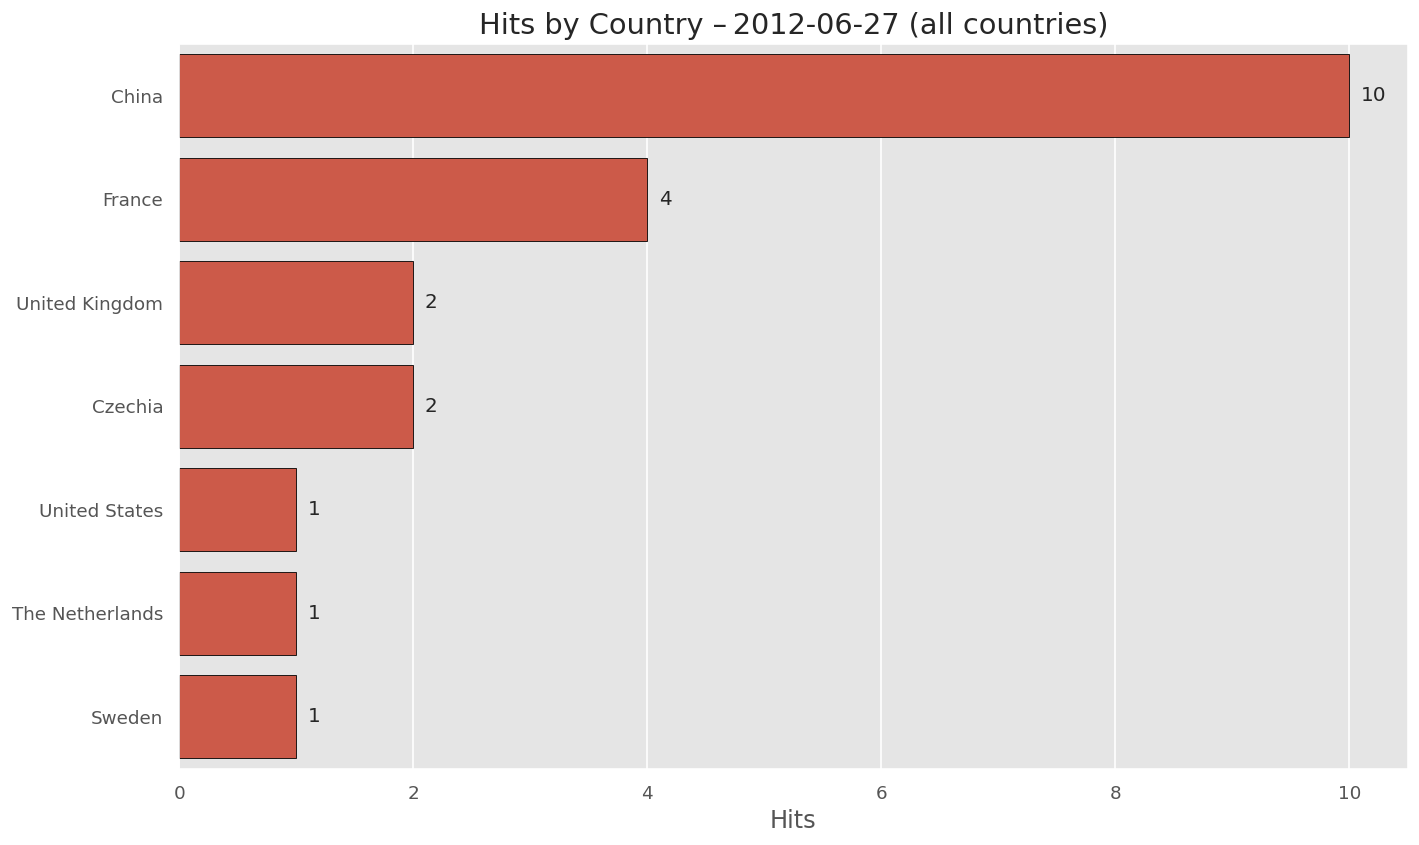 Hits by Country – 2012-06-27 (all countries)
China 10
France 4
United Kingdom 2
Czechia 2
United States 1
The Netherlands 1
Sweden 1
0 2 4 6 8 10
Hits